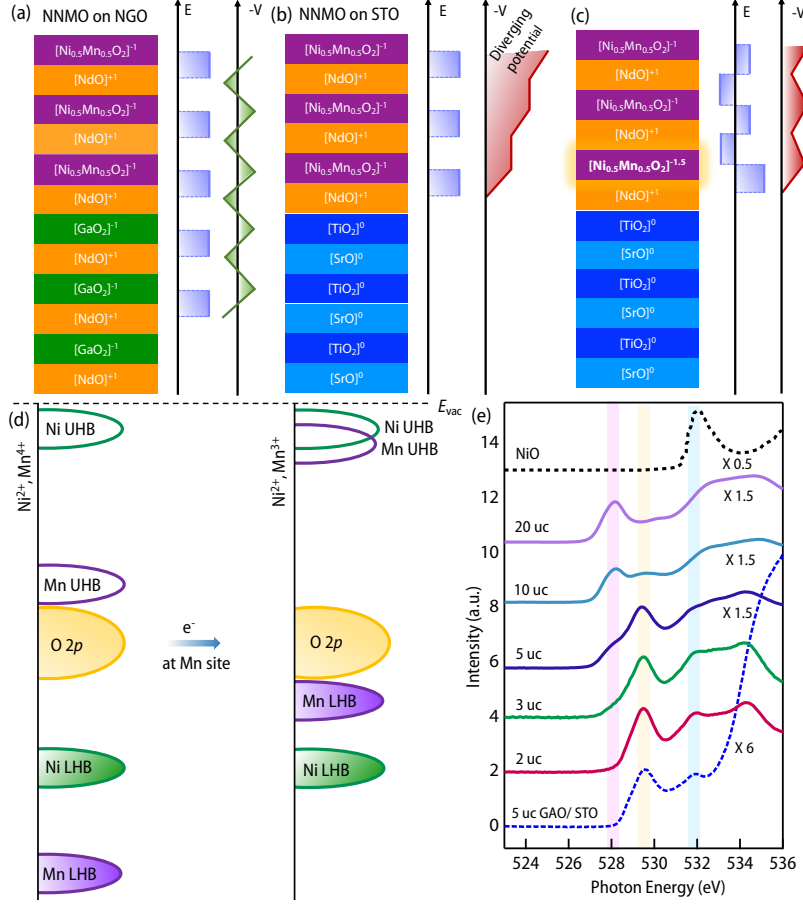 (a)
NNMO on NGO
E
-V
[Ni₀.₅Mn₀.₅O₂]⁻¹
[NdO]⁺¹
[Ni₀.₅Mn₀.₅O₂]⁻¹
[NdO]⁺¹
[Ni₀.₅Mn₀.₅O₂]⁻¹
[NdO]⁺¹
[GaO₂]⁻¹
[NdO]⁺¹
[GaO₂]⁻¹
[NdO]⁺¹
[GaO₂]⁻¹
[NdO]⁺¹
(b)
NNMO on STO
E
-V
Diverging
potential
[Ni₀.₅Mn₀.₅O₂]⁻¹
[NdO]⁺¹
[Ni₀.₅Mn₀.₅O₂]⁻¹
[NdO]⁺¹
[Ni₀.₅Mn₀.₅O₂]⁻¹
[NdO]⁺¹
[TiO₂]⁰
[SrO]⁰
[TiO₂]⁰
[SrO]⁰
[TiO₂]⁰
[SrO]⁰
(c)
E
-V
[Ni₀.₅Mn₀.₅O₂]⁻¹
[NdO]⁺¹
[Ni₀.₅Mn₀.₅O₂]⁻¹
[NdO]⁺¹
[Ni₀.₅Mn₀.₅O₂]⁻¹·⁵
[NdO]⁺¹
[TiO₂]⁰
[SrO]⁰
[TiO₂]⁰
[SrO]⁰
[TiO₂]⁰
[SrO]⁰
(d)
E_vac
Ni²⁺, Mn⁴⁺
Ni UHB
Mn UHB
O 2p
Ni LHB
Mn LHB
e⁻
at Mn site
Ni²⁺, Mn³⁺
Ni UHB
Mn UHB
O 2p
Mn LHB
Ni LHB
(e)
Intensity (a.u.)
14
12
10
8
6
4
2
0
NiO
X 0.5
20 uc
X 1.5
10 uc
X 1.5
5 uc
X 1.5
3 uc
2 uc
X 6
5 uc GAO/ STO
524 526 528 530 532 534 536
Photon Energy (eV)